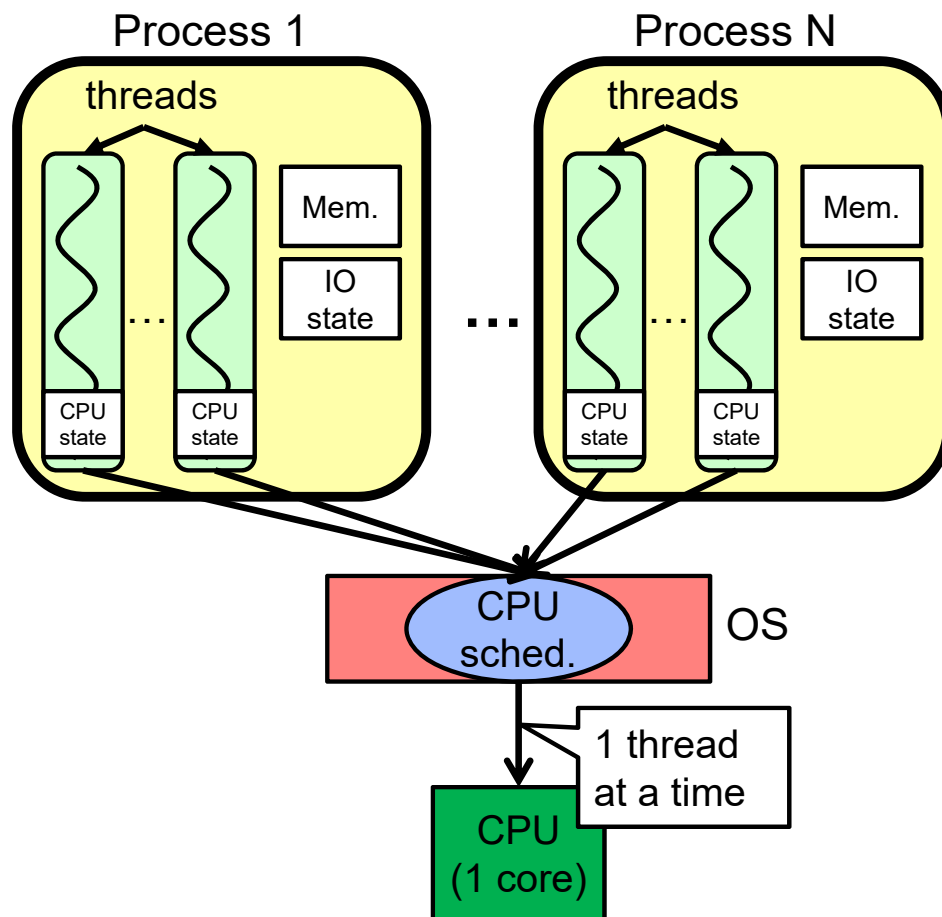 Process 1
Process N
threads
threads
Mem.
IO
state
...
CPU
state
CPU
state
...
Mem.
IO
state
...
CPU
state
CPU
state
CPU
sched.
OS
1 thread
at a time
CPU
(1 core)